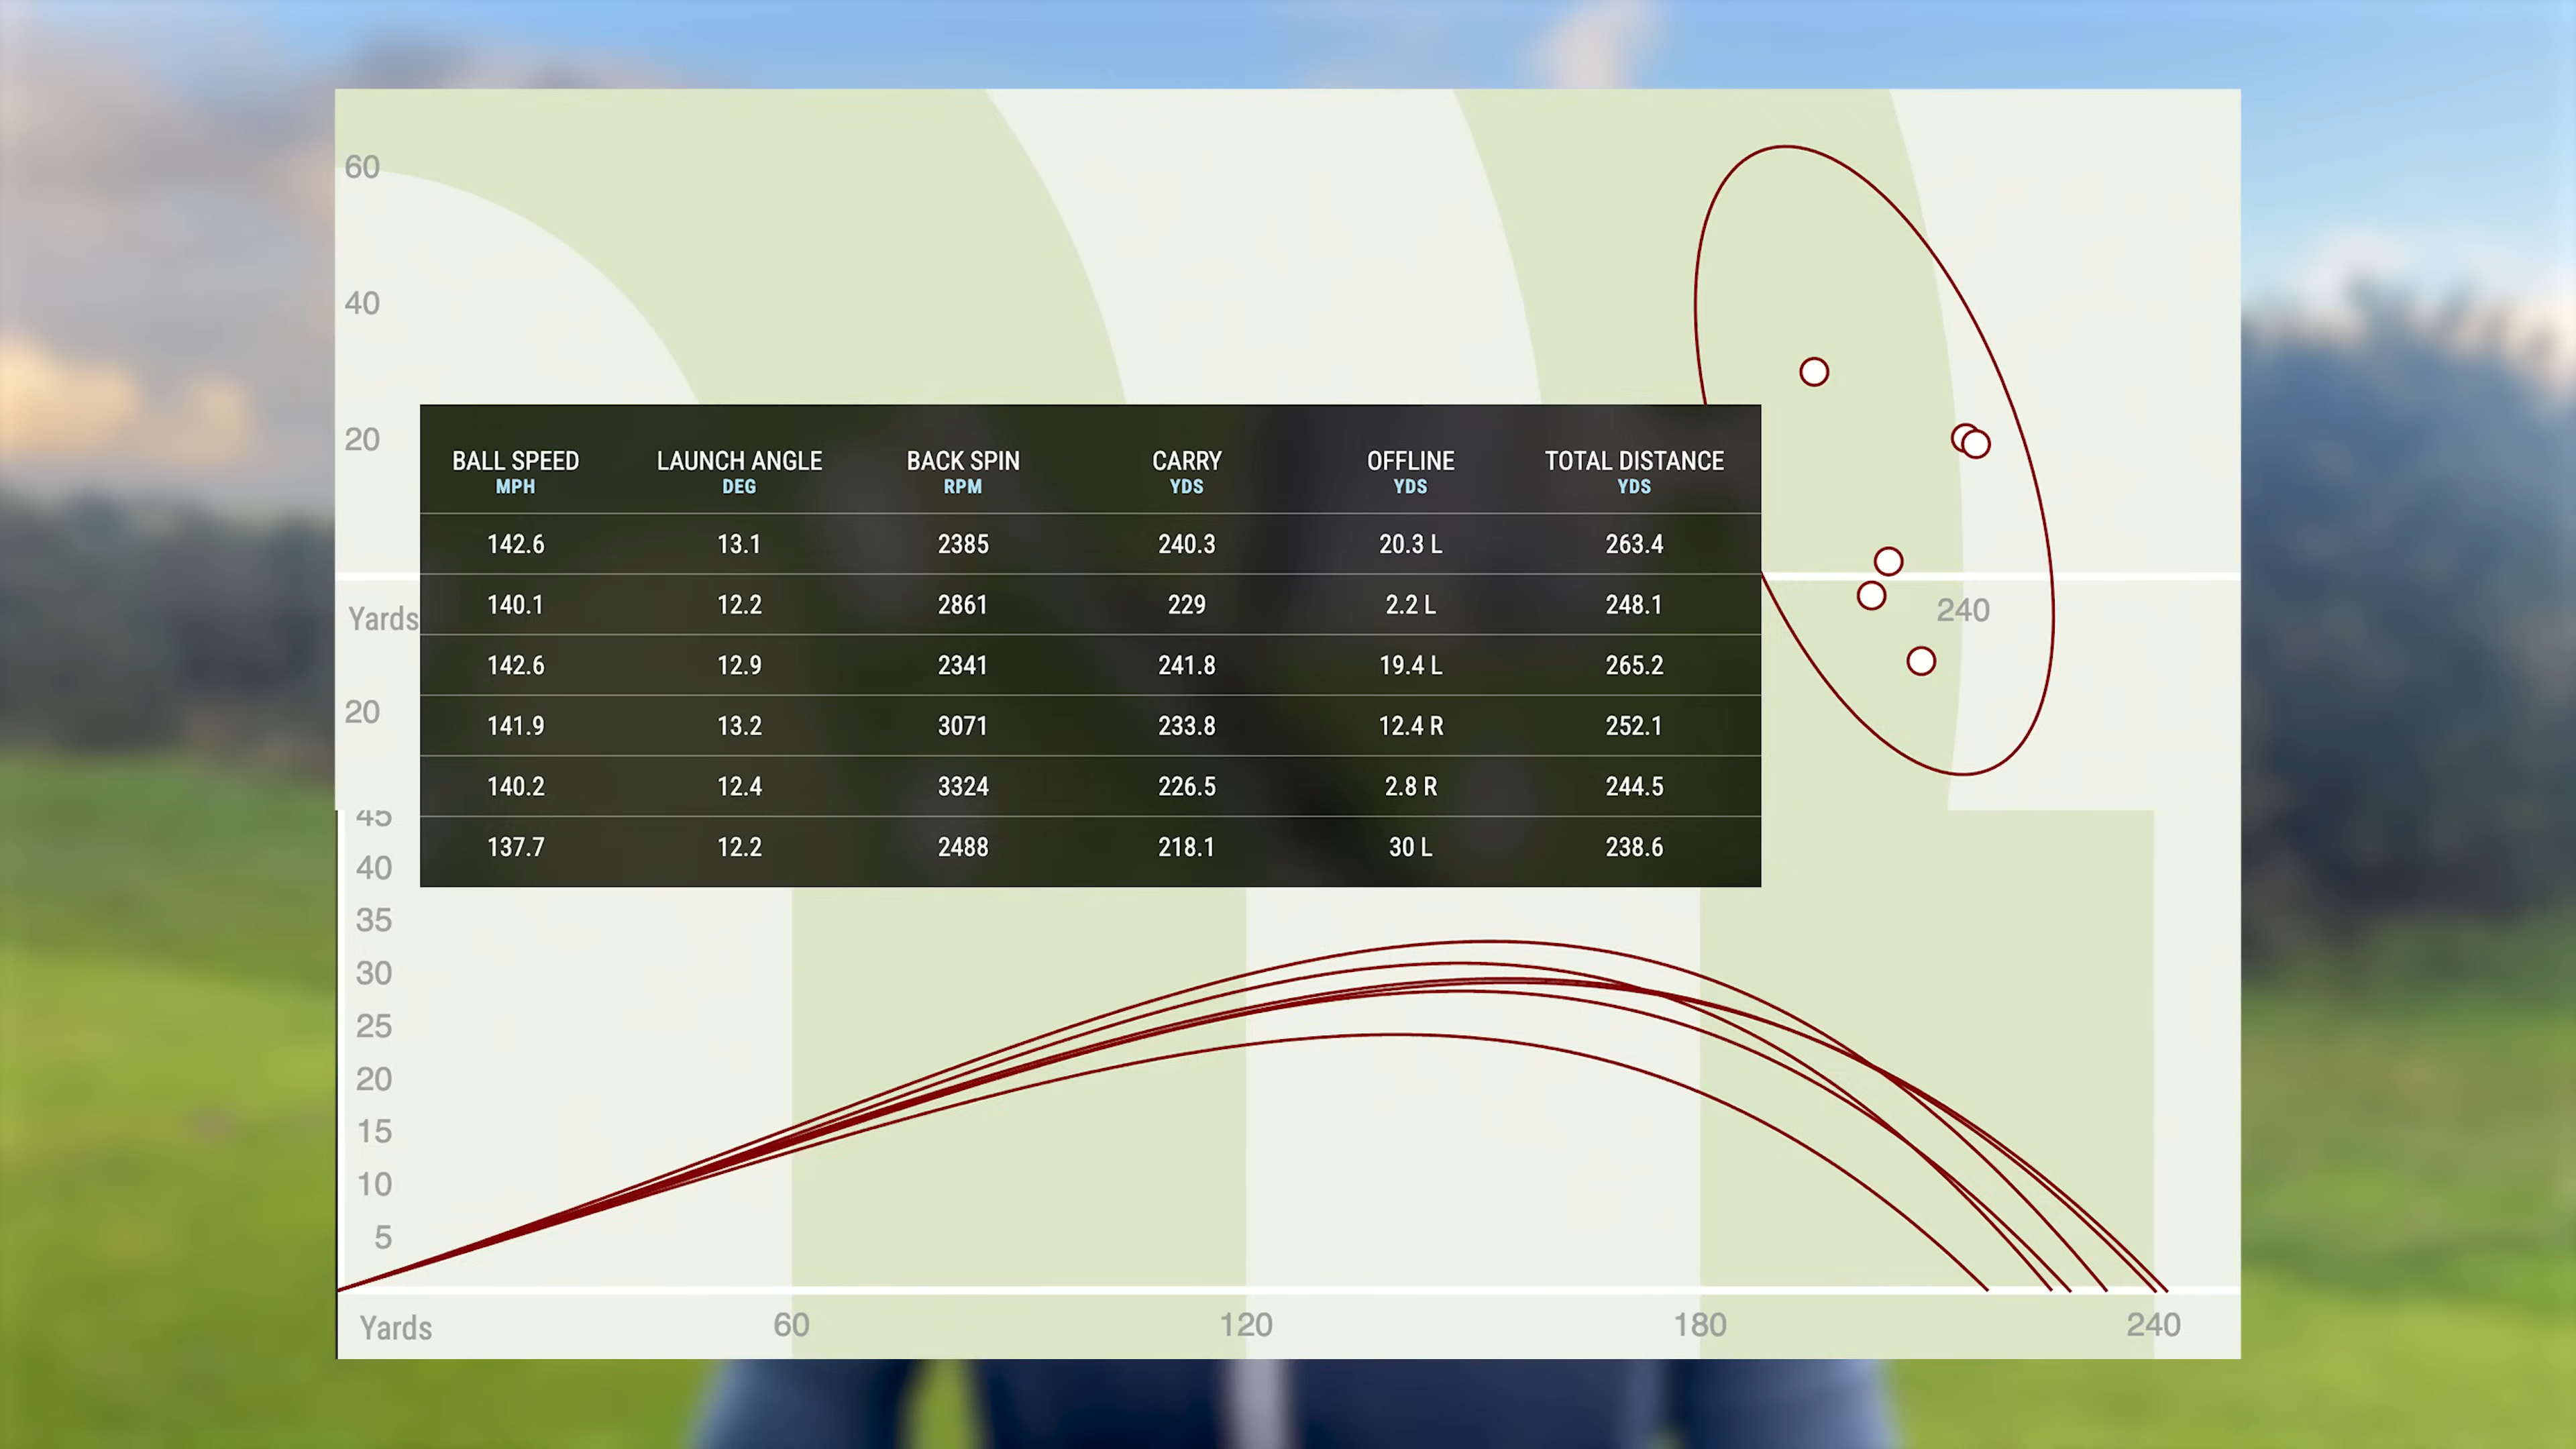 60
40
20
Yards
240
20
BALL SPEED LAUNCH ANGLE BACK SPIN CARRY OFFLINE TOTAL DISTANCE
MPH DEG RPM YDS YDS YDS
142.6 13.1 2385 240.3 20.3 L 263.4
140.1 12.2 2861 229 2.2 L 248.1
142.6 12.9 2341 241.8 19.4 L 265.2
141.9 13.2 3071 233.8 12.4 R 252.1
140.2 12.4 3324 226.5 2.8 R 244.5
137.7 12.2 2488 218.1 30 L 238.6
45
40
35
30
25
20
15
10
5
Yards 60 120 180 240